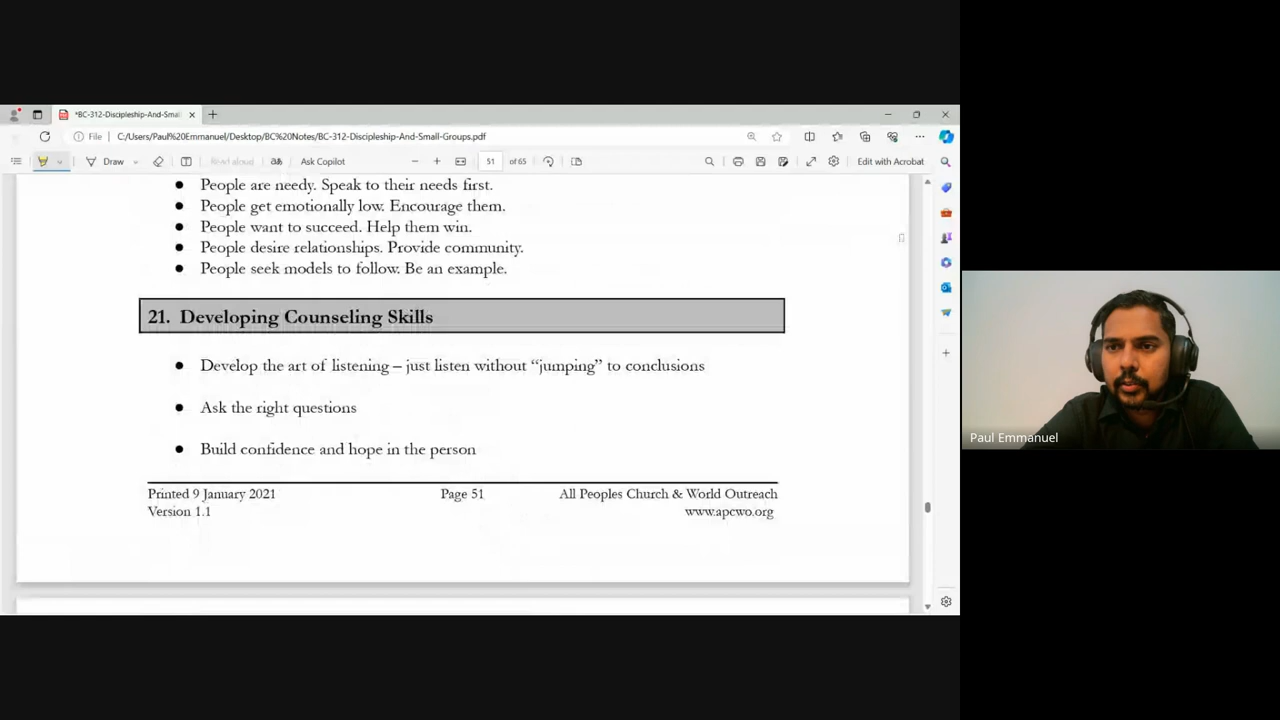 *BC-312-Discipleship-And-Smal
File C:/Users/Paul%20Emmanuel/Desktop/BC%20Notes/BC-312-Discipleship-And-Small-Groups.pdf
Draw Read aloud Ask Copilot 51 of 65 Edit with Acrobat
● People are needy. Speak to their needs first.
● People get emotionally low. Encourage them.
● People want to succeed. Help them win.
● People desire relationships. Provide community.
● People seek models to follow. Be an example.
21. Developing Counseling Skills
● Develop the art of listening – just listen without “jumping” to conclusions
● Ask the right questions
● Build confidence and hope in the person
Printed 9 January 2021 Page 51 All Peoples Church & World Outreach
Version 1.1 www.apcwo.org
Paul Emmanuel